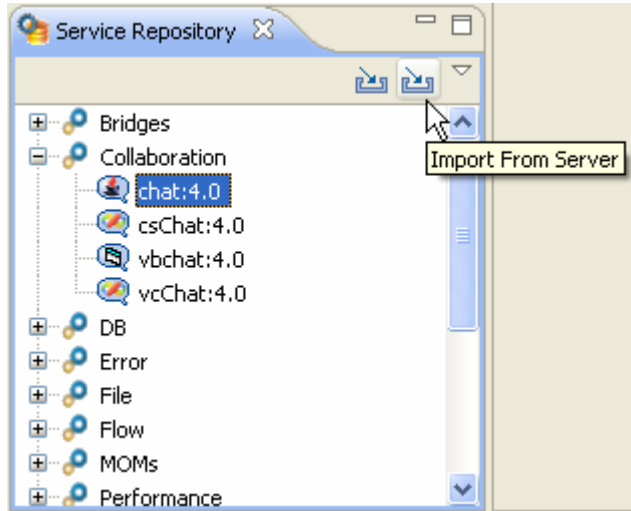 Service Repository
Import From Server
Bridges
Collaboration
chat:4.0
csChat:4.0
vbchat:4.0
vcChat:4.0
DB
Error
File
Flow
MOMs
Performance